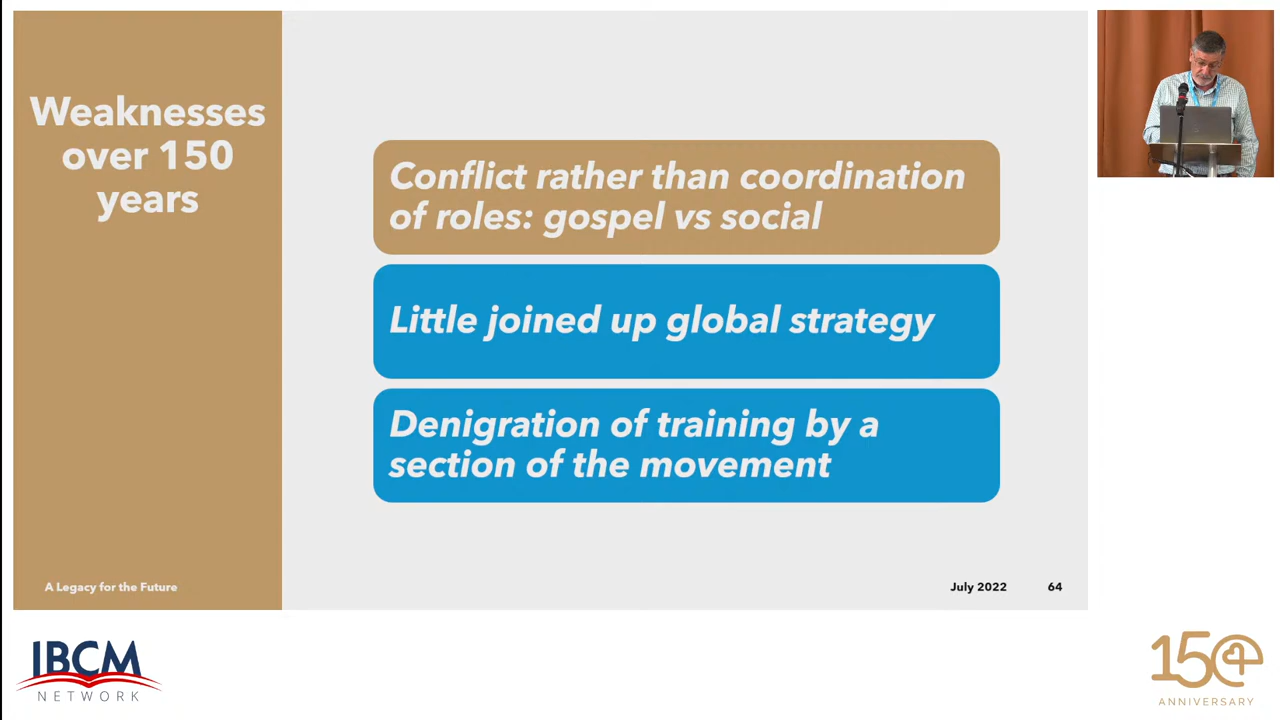 Weaknesses
over 150
years
Conflict rather than coordination
of roles: gospel vs social
Little joined up global strategy
Denigration of training by a
section of the movement
A Legacy for the Future
July 2022 64
IBCM
NETWORK
150
ANNIVERSARY